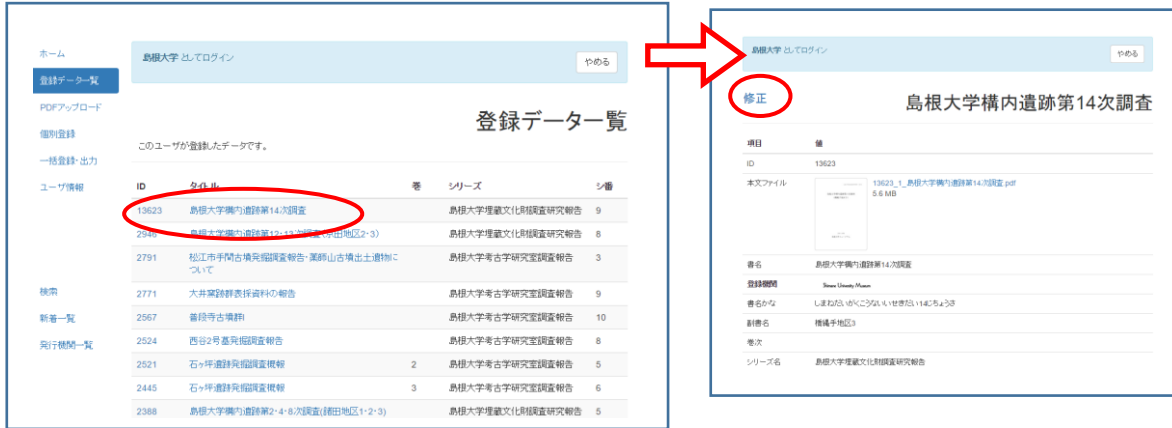 ホーム
登録データ一覧
PDFアップロード
個別登録
一括登録・出力
ユーザ情報
検索
新着一覧
発行機関一覧
島根大学 としてログイン
やめる
登録データ一覧
このユーザが登録したデータです。
ID タイトル 巻 シリーズ シ番
13623 島根大学構内遺跡第14次調査 島根大学埋蔵文化財調査研究報告 9
2946 島根大学構内遺跡第12・13次調査(深田地区2・3) 島根大学埋蔵文化財調査研究報告 8
2791 松江市手間古墳発掘調査報告・薬師山古墳出土遺物に 島根大学考古学研究室調査報告 3
ついて
2771 大井窯跡群表採資料の報告 島根大学考古学研究室調査報告 9
2567 普段寺古墳群I 島根大学考古学研究室調査報告 10
2524 西谷2号墓発掘調査報告 島根大学考古学研究室調査報告 8
2521 石ヶ坪遺跡発掘調査概報 2 島根大学考古学研究室調査報告 5
2445 石ヶ坪遺跡発掘調査概報 3 島根大学考古学研究室調査報告 6
2388 島根大学構内遺跡第2・4・8次調査(諸田地区1・2・3) 島根大学埋蔵文化財調査研究報告 5
島根大学 としてログイン
やめる
修正
島根大学構内遺跡第14次調査
項目 値
ID 13623
本文ファイル 13623_1_島根大学構内遺跡第14次調査.pdf
5.6 MB
書名 島根大学構内遺跡第14次調査
登録機関 Shimane University Museum
書名かな しまねだいがくこうないいせきだい14じちょうさ
副書名 橋縄手地区3
巻次
シリーズ名 島根大学埋蔵文化財調査研究報告